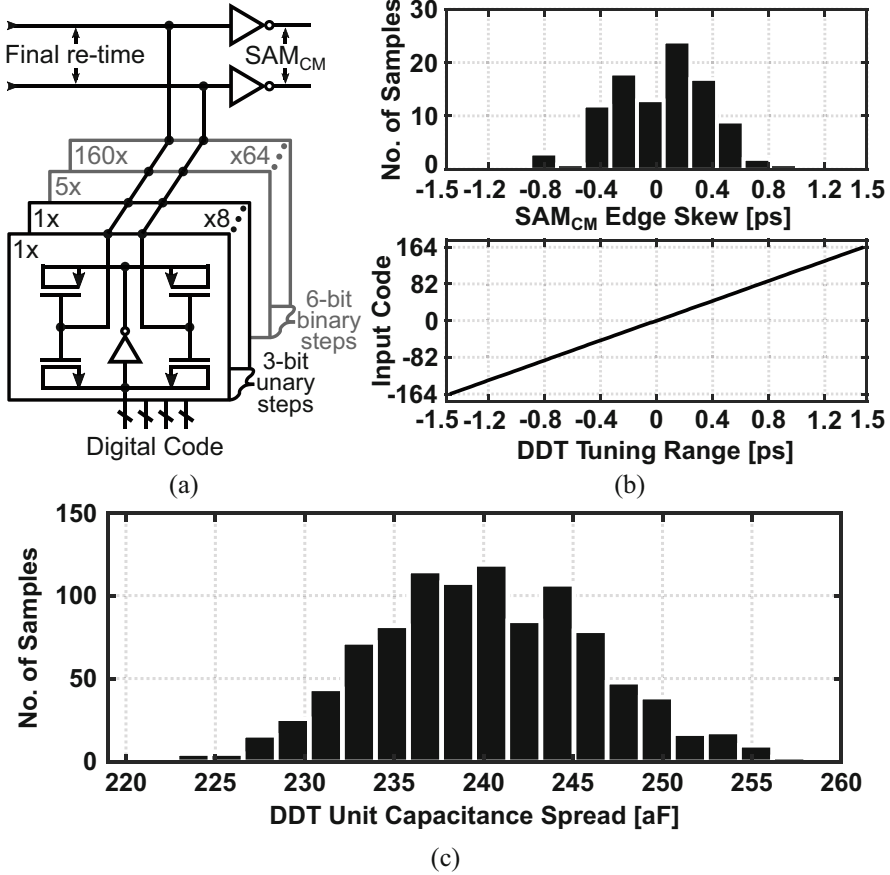 Final re-time
SAMCM
160x
x64
5x
1x
x8
1x
6-bit
binary
steps
3-bit
unary
steps
Digital Code
(a)
No. of Samples
30
20
10
0
-1.5 -1.2 -0.8 -0.4 0 0.4 0.8 1.2 1.5
SAMCM Edge Skew [ps]
Input Code
164
82
0
-82
-164
-1.5 -1.2 -0.8 -0.4 0 0.4 0.8 1.2 1.5
DDT Tuning Range [ps]
(b)
No. of Samples
150
100
50
0
220 225 230 235 240 245 250 255 260
DDT Unit Capacitance Spread [aF]
(c)